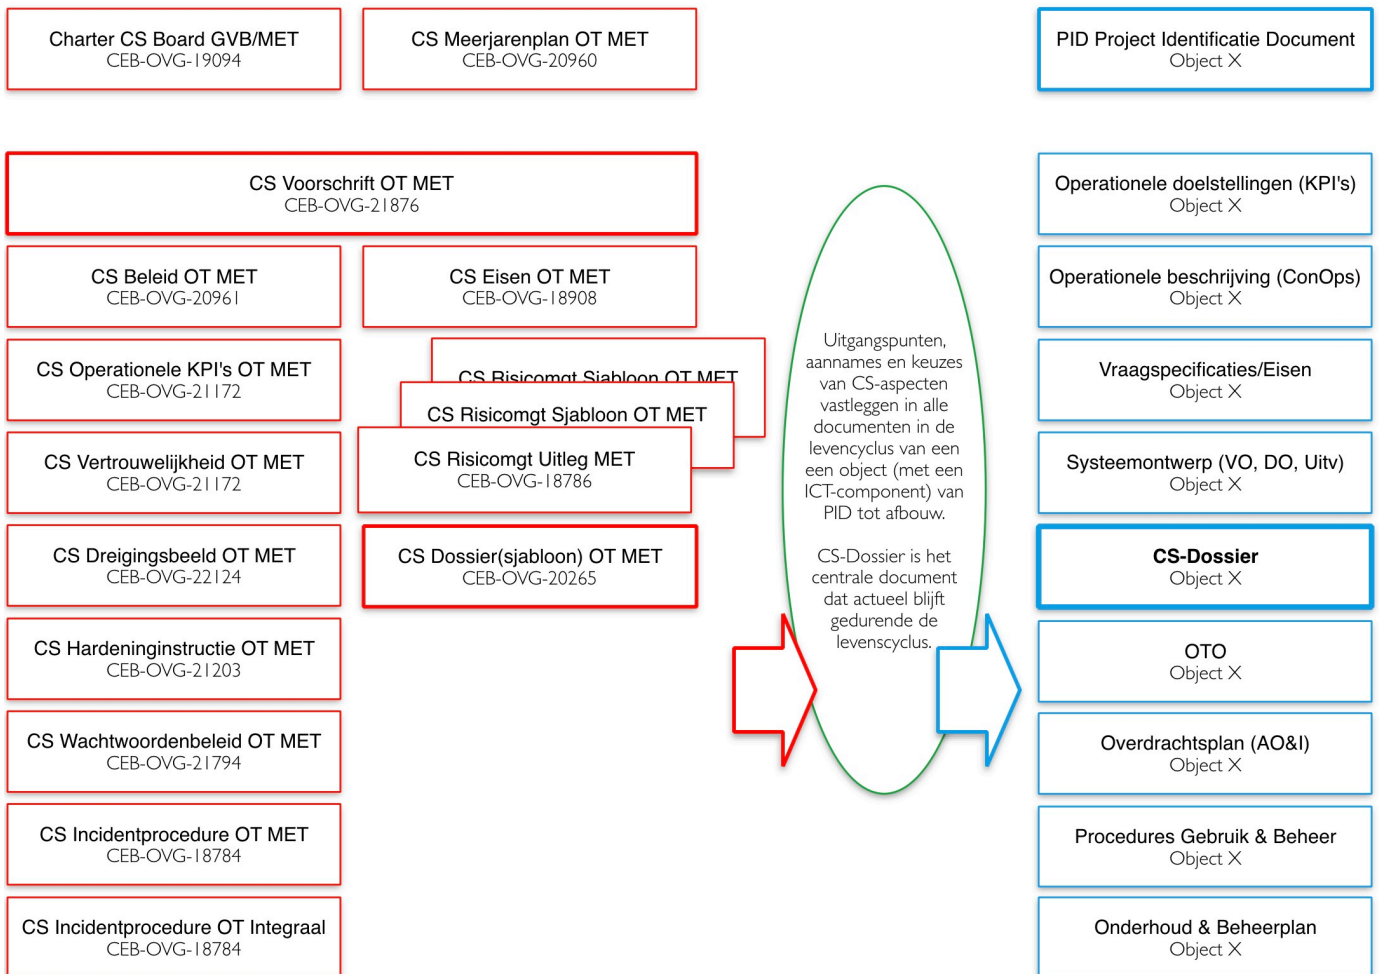 Charter CS Board GVB/MET
CEB-OVG-19094
CS Meerjarenplan OT MET
CEB-OVG-20960
PID Project Identificatie Document
Object X
CS Voorschrift OT MET
CEB-OVG-21876
CS Beleid OT MET
CEB-OVG-20961
CS Eisen OT MET
CEB-OVG-18908
CS Operationele KPI's OT MET
CEB-OVG-21172
CS Risicomgt Sjabloon OT MET
CS Risicomgt Sjabloon OT MET
CS Risicomgt Uitleg MET
CEB-OVG-18786
CS Vertrouwelijkheid OT MET
CEB-OVG-21172
CS Dreigingsbeeld OT MET
CEB-OVG-22124
CS Dossier(sjabloon) OT MET
CEB-OVG-20265
CS Hardeninginstructie OT MET
CEB-OVG-21203
CS Wachtwoordenbeleid OT MET
CEB-OVG-21794
CS Incidentprocedure OT MET
CEB-OVG-18784
CS Incidentprocedure OT Integraal
CEB-OVG-18784
Uitgangspunten,
aannames en keuzes
van CS-aspecten
vastleggen in alle
documenten in de
levencyclus van een
een object (met een
ICT-component) van
PID tot afbouw.
CS-Dossier is het
centrale document
dat actueel blijft
gedurende de
levenscyclus.
Operationele doelstellingen (KPI's)
Object X
Operationele beschrijving (ConOps)
Object X
Vraagspecificaties/Eisen
Object X
Systeemontwerp (VO, DO, Uitv)
Object X
CS-Dossier
Object X
OTO
Object X
Overdrachtsplan (AO&I)
Object X
Procedures Gebruik & Beheer
Object X
Onderhoud & Beheerplan
Object X